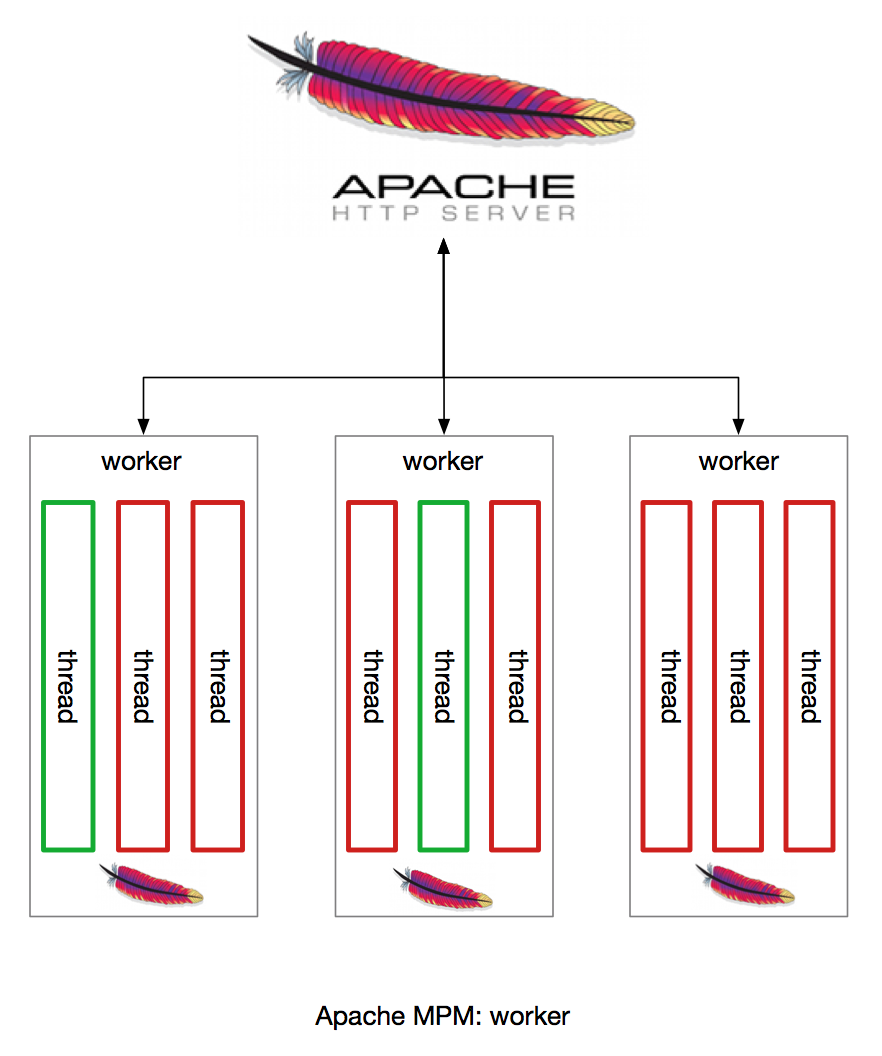 APACHE
HTTP SERVER
worker
worker
worker
thread
thread
thread
thread
thread
thread
thread
thread
thread
Apache MPM: worker